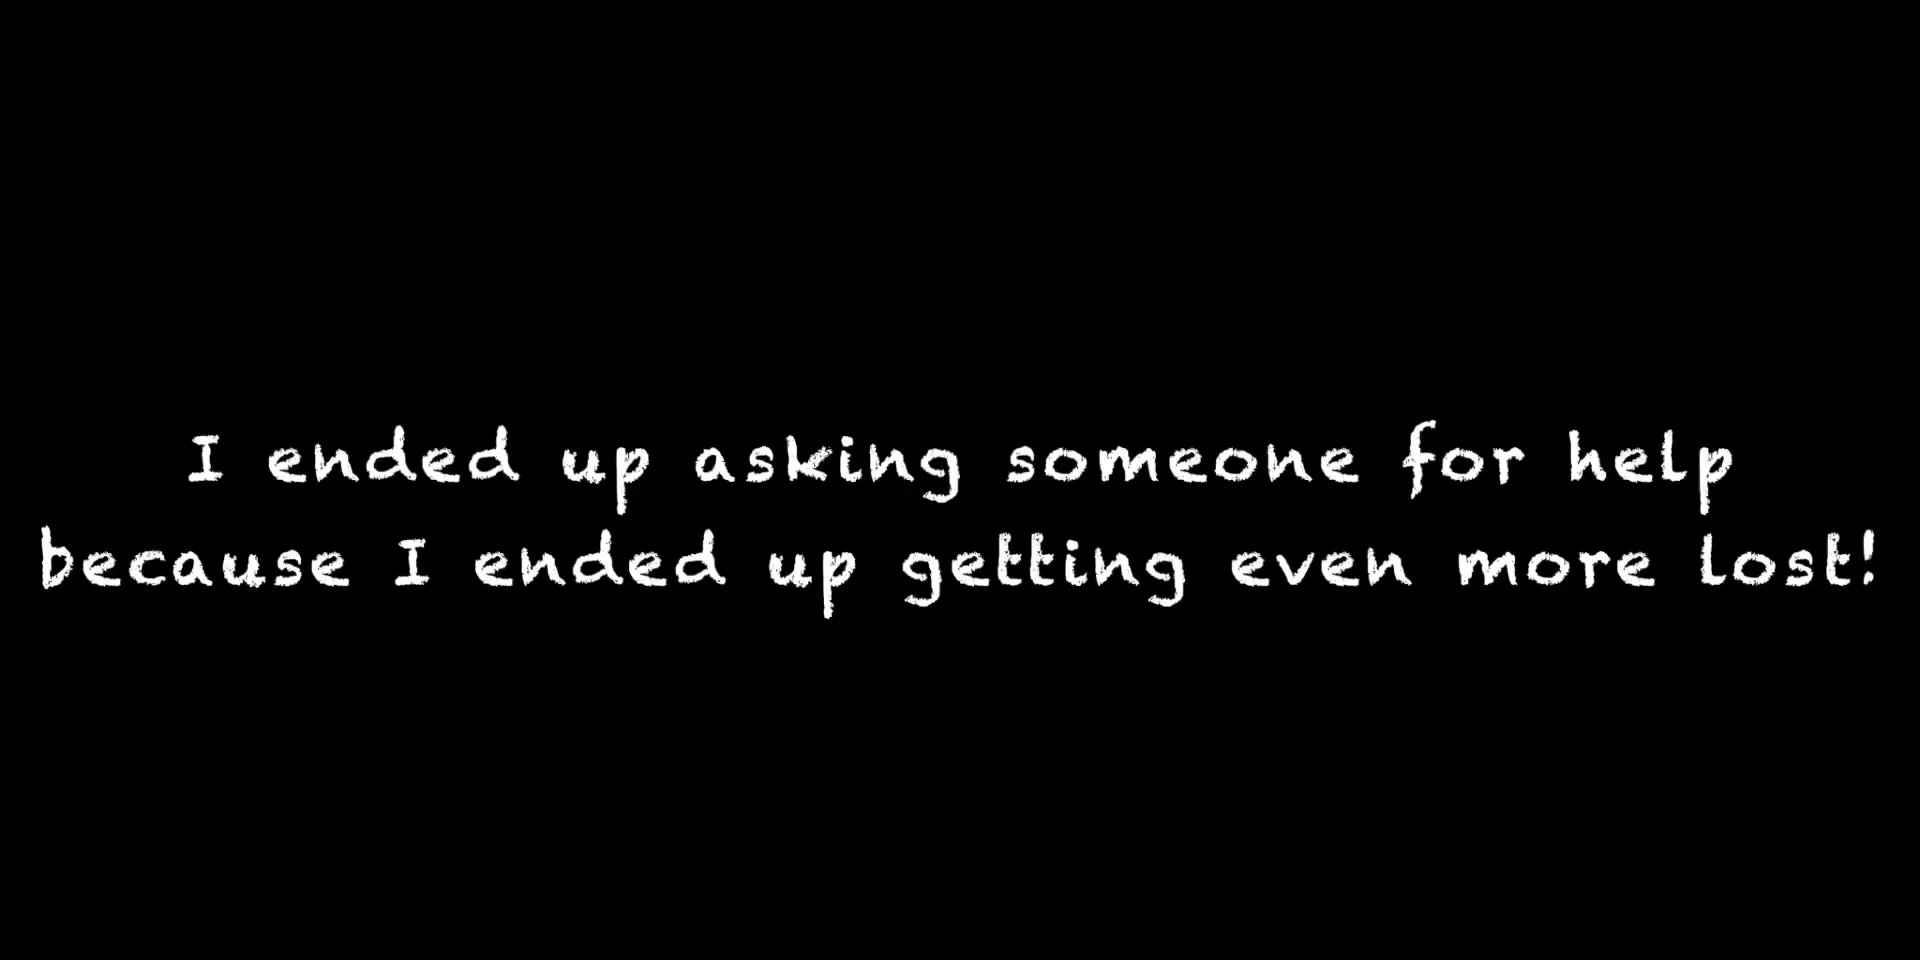 I ended up asking someone for help
because I ended up getting even more lost!